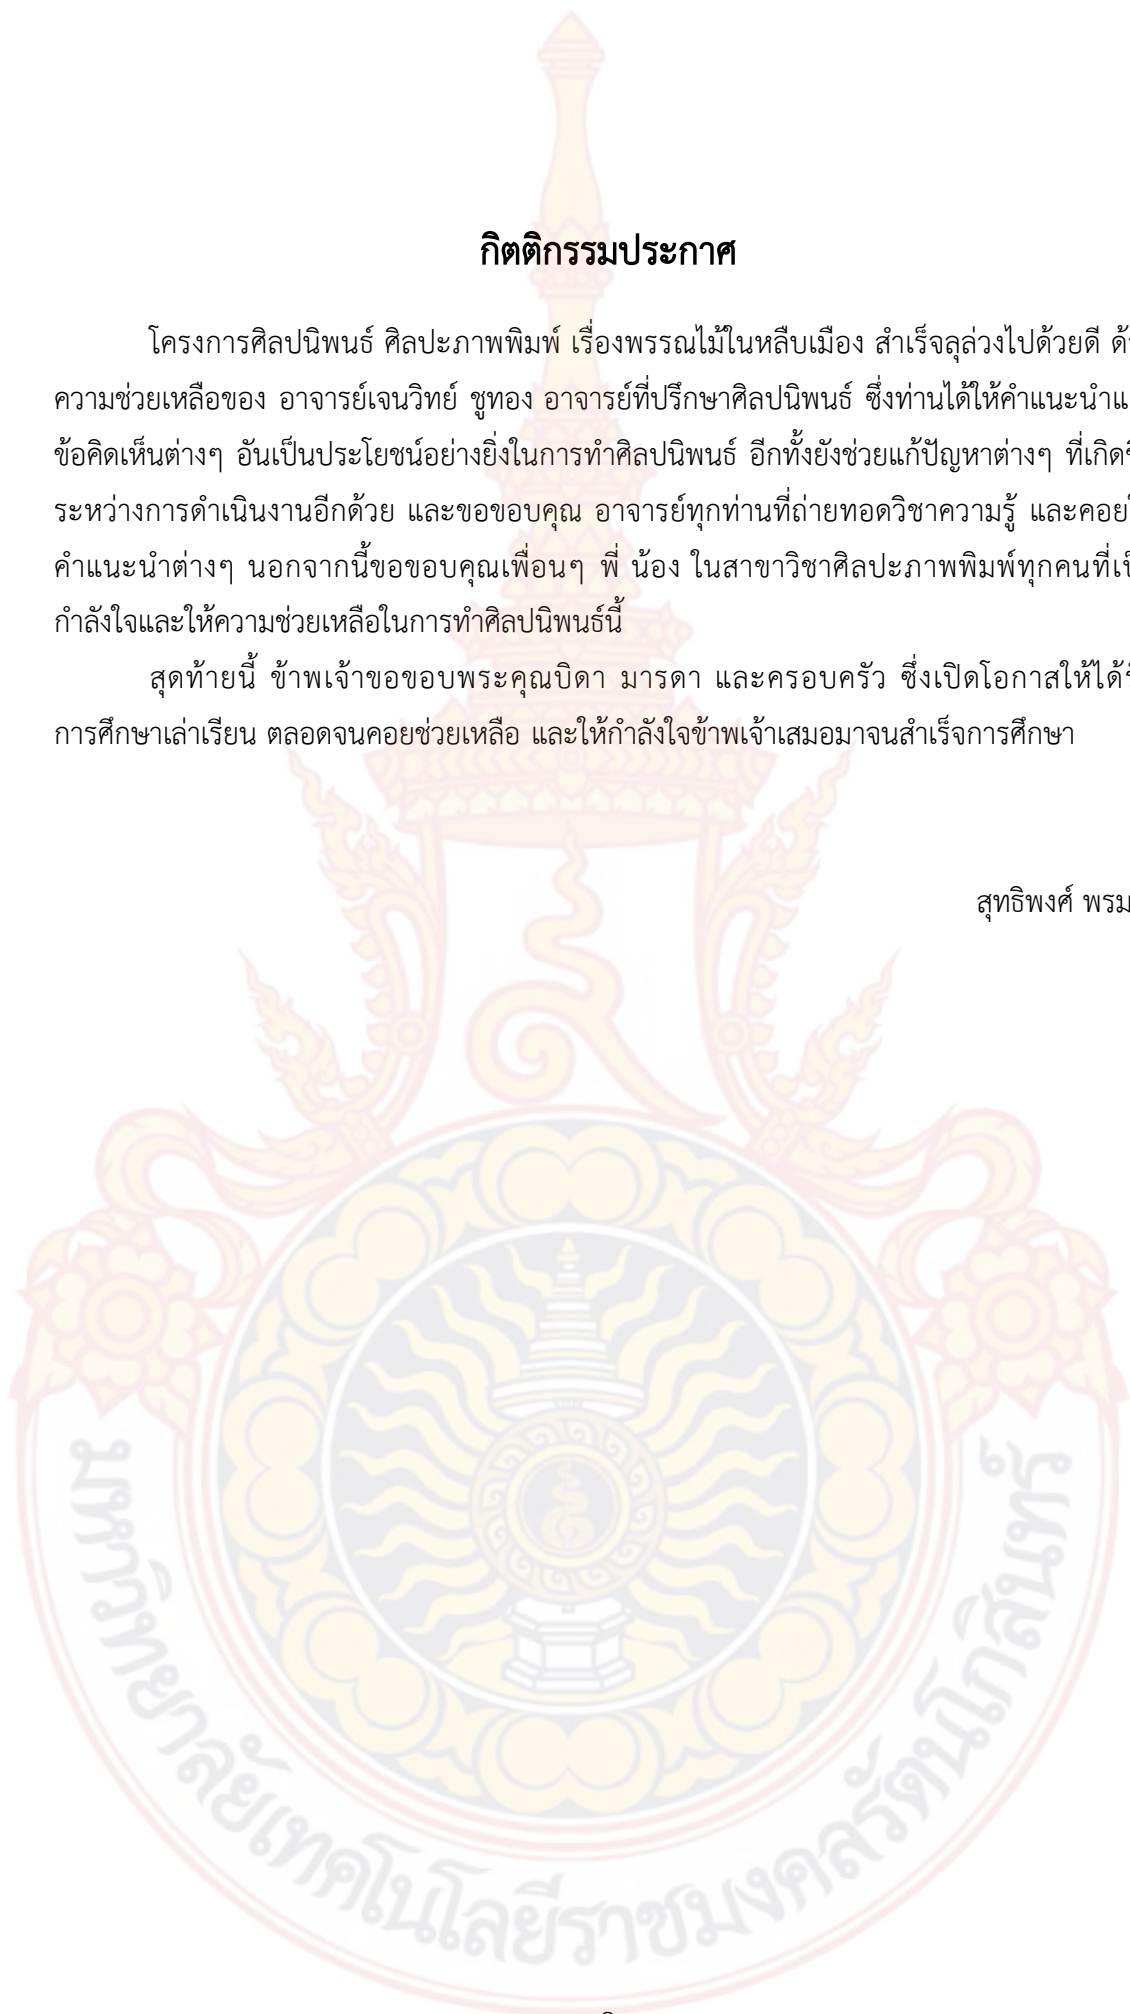 กิตติกรรมประกาศ
โครงการศิลปนิพนธ์ ศิลปะภาพพิมพ์ เรื่องพรรณไม้ในหลืบเมือง สำเร็จลุล่วงไปด้วยดี
ความช่วยเหลือของ อาจารย์เจนวิทย์ ชูทอง อาจารย์ที่ปรึกษาศิลปนิพนธ์ ซึ่งท่านได้ให้คำแนะนำ
ข้อคิดเห็นต่างๆ อันเป็นประโยชน์อย่างยิ่งในการทำศิลปนิพนธ์ อีกทั้งยังช่วยแก้ปัญหาต่างๆ ที่เกิด
ระหว่างการดำเนินงานอีกด้วย และขอขอบคุณ อาจารย์ทุกท่านที่ถ่ายทอดวิชาความรู้ และคอย
คำแนะนำต่างๆ นอกจากนี้ขอขอบคุณเพื่อนๆ พี่ น้อง ในสาขาวิชาศิลปะภาพพิมพ์ทุกคนที่
กำลังใจและให้ความช่วยเหลือในการทำศิลปนิพนธ์นี้
สุดท้ายนี้ ข้าพเจ้าขอขอบพระคุณบิดา มารดา และครอบครัว ซึ่งเปิดโอกาสให้ได้
การศึกษาเล่าเรียน ตลอดจนคอยช่วยเหลือ และให้กำลังใจข้าพเจ้าเสมอมาจนสำเร็จการศึกษา
สุทธิพงศ์ พรม
มหาวิทยาลัยเทคโนโลยีราชมงคลรัตนโกสินทร์